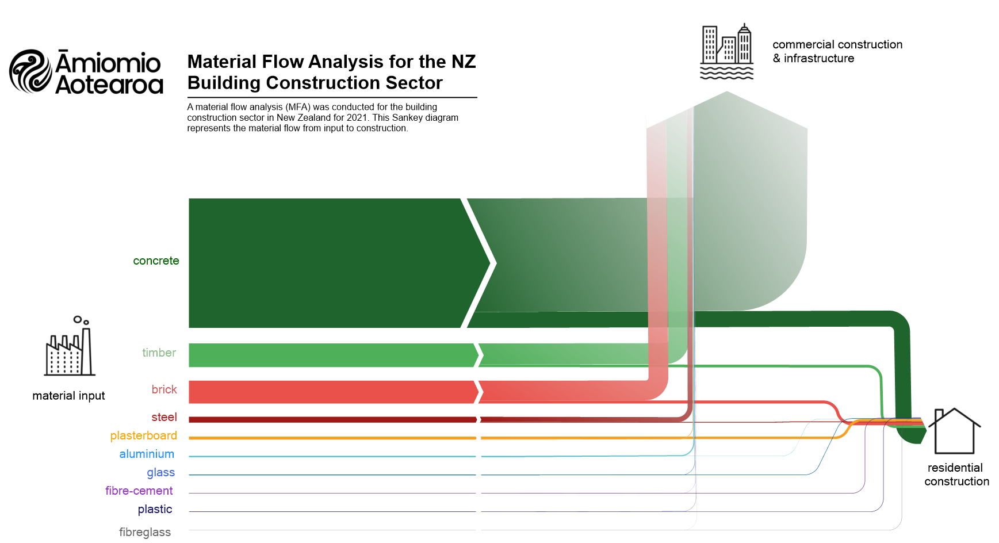 Āmiomio
Aotearoa
Material Flow Analysis for the NZ
Building Construction Sector
A material flow analysis (MFA) was conducted for the building
construction sector in New Zealand for 2021. This Sankey diagram
represents the material flow from input to construction.
commercial construction
& infrastructure
concrete
timber
brick
steel
plasterboard
aluminium
glass
fibre-cement
plastic
fibreglass
material input
residential
construction